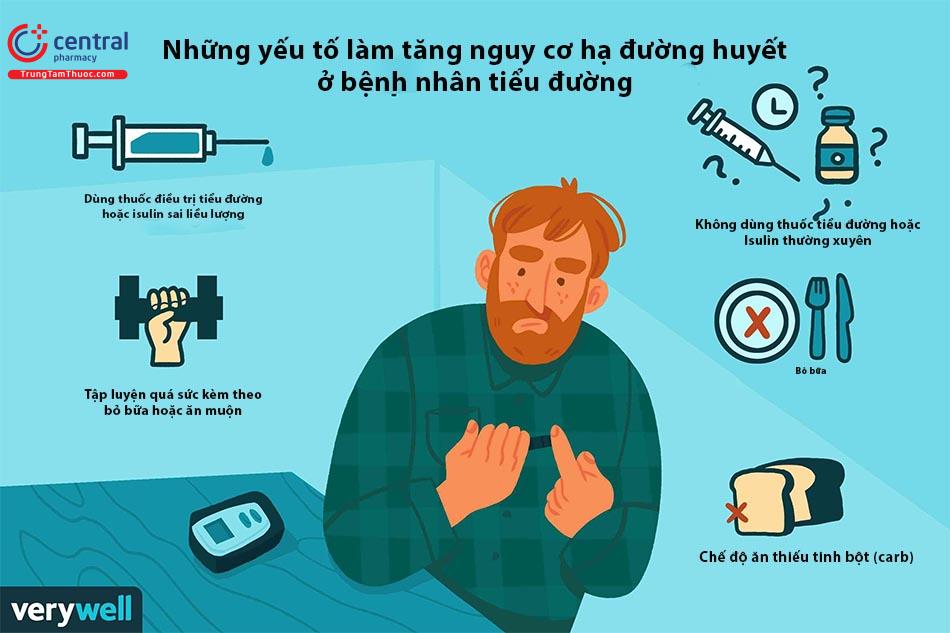 central
pharmacy
TrungTamThuoc.com
Những yếu tố làm tăng nguy cơ hạ đường huyết
ở bệnh nhân tiểu đường
Dùng thuốc điều trị tiểu đường
hoặc isulin sai liều lượng
Không dùng thuốc tiểu đường hoặc
Isulin thường xuyên
Tập luyện quá sức kèm theo
bỏ bữa hoặc ăn muộn
Bỏ bữa
Chế độ ăn thiếu tinh bột (carb)
verywell